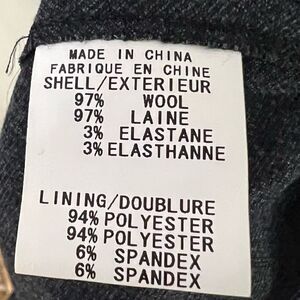 MADE IN CHINA
FABRIQUE EN CHINE
SHELL/EXTERIEUR
97% WOOL
97% LAINE
3% ELASTANE
3% ELASTHANNE
LINING/DOUBLURE
94% POLYESTER
94% POLYESTER
6% SPANDEX
6% SPANDEX